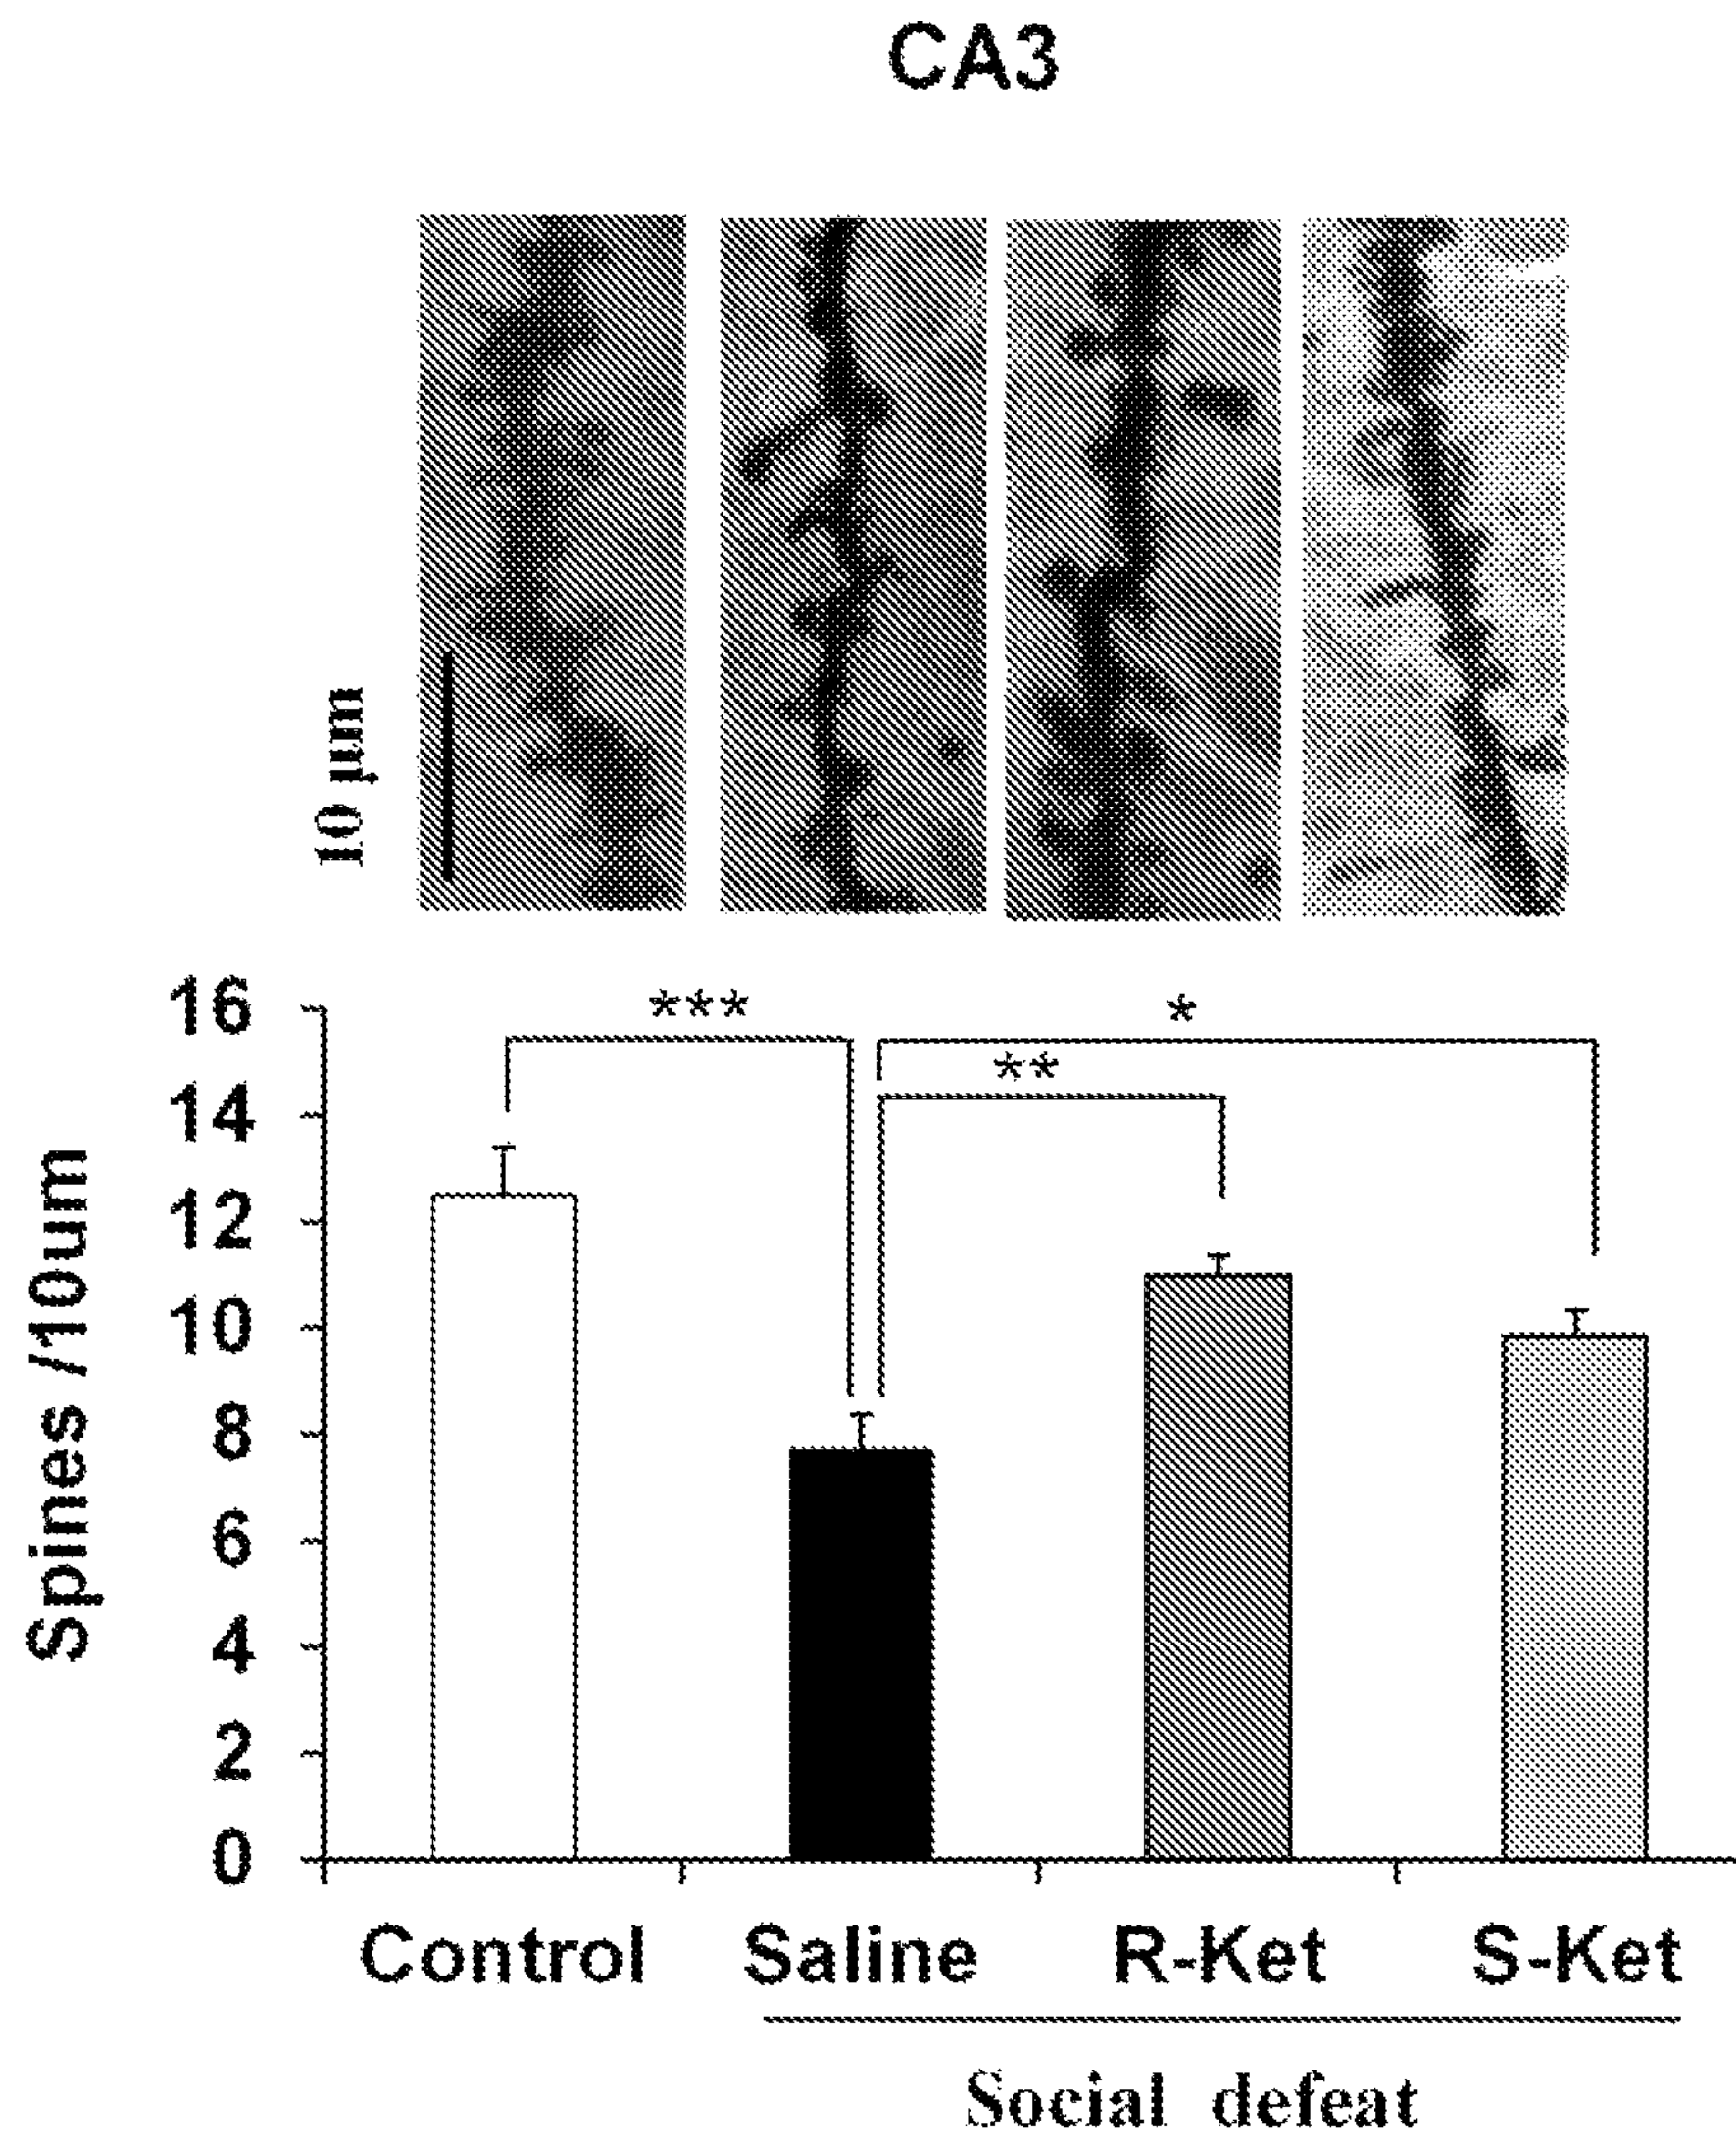 CA3
10 µm
***
*
**
16
14
12
10
8
6
4
2
0
Spines /10um
Control Saline R-Ket S-Ket
Social defeat